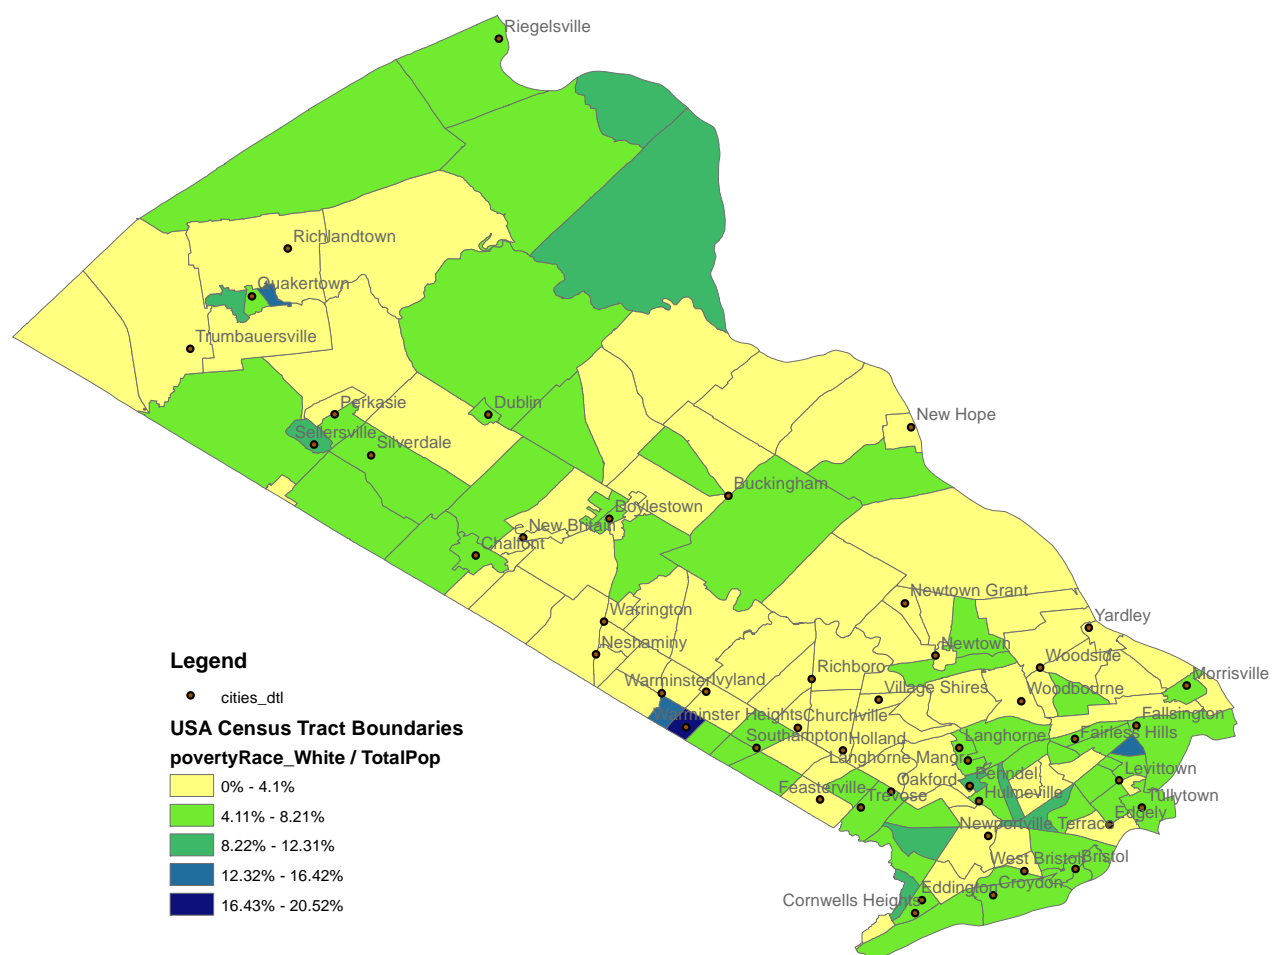 Riegelsville
Richlandtown
Quakertown
Trumbauersville
Perkasie
Dublin
New Hope
Sellersville
Silverdale
Buckingham
Doylestown
New Britain
Chalfont
Newtown Grant
Warrington
Yardley
Neshaminy
Newtown
Woodside
Richboro
Morrisville
Warminster
Ivyland
Village Shires
Woodbourne
Warminster Heights
Churchville
Fallsington
Southampton
Holland
Langhorne
Fairless Hills
Langhorne Manor
Levittown
Oakford
Penndel
Feasterville
Trevose
Hulmeville
Tullytown
Edgely
Newportville Terrace
West Bristol
Bristol
Eddington
Croydon
Cornwells Heights
Legend
cities_dtl
USA Census Tract Boundaries
povertyRace_White / TotalPop
0% - 4.1%
4.11% - 8.21%
8.22% - 12.31%
12.32% - 16.42%
16.43% - 20.52%